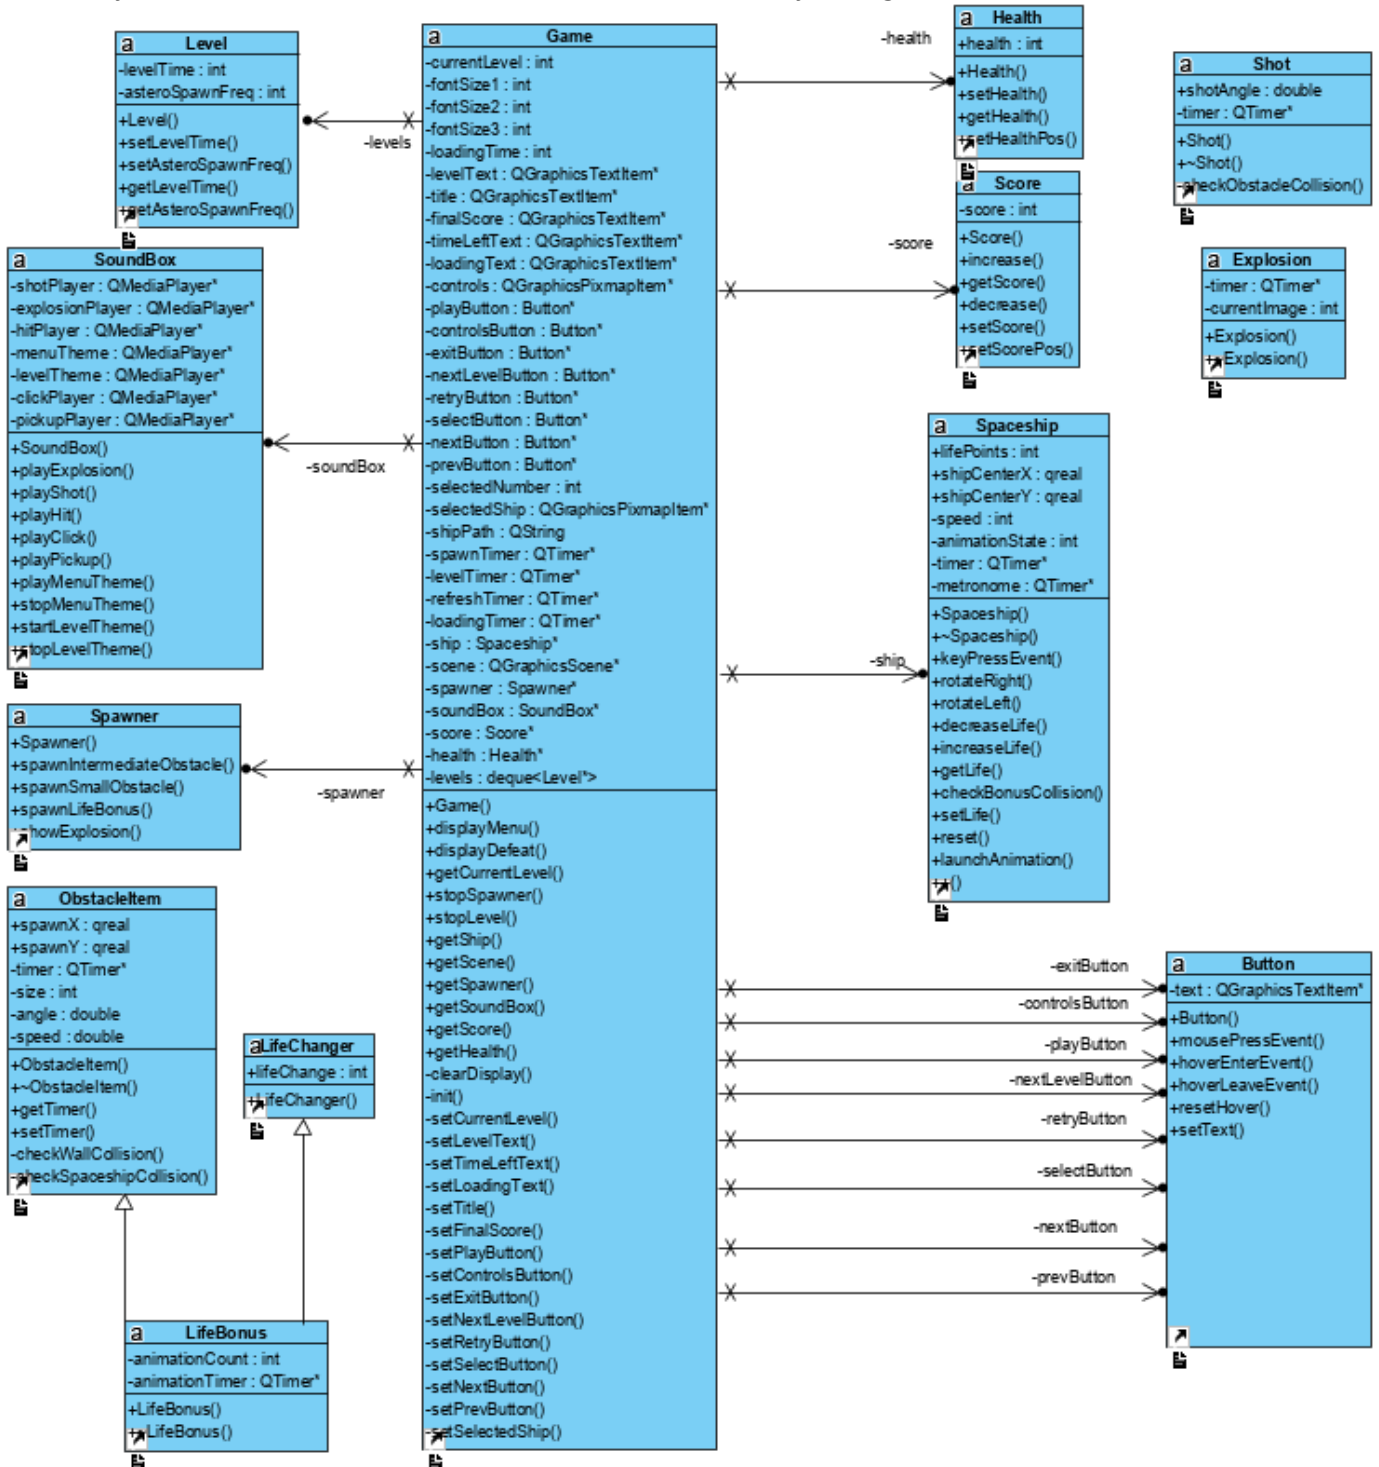 Level
-levelTime : int
-asteroSpawnFreq : int
+Level()
+setLevelTime()
+setAsteroSpawnFreq()
+getLevelTime()
+getAsteroSpawnFreq()
SoundBox
-shotPlayer : QMediaPlayer*
-explosionPlayer : QMediaPlayer*
-hitPlayer : QMediaPlayer*
-menuTheme : QMediaPlayer*
-levelTheme : QMediaPlayer*
-clickPlayer : QMediaPlayer*
-pickupPlayer : QMediaPlayer*
+SoundBox()
+playExplosion()
+playShot()
+playHit()
+playClick()
+playPickup()
+playMenuTheme()
+stopMenuTheme()
+startLevelTheme()
+stopLevelTheme()
Spawner
+Spawner()
+spawnIntermediateObstacle()
+spawnSmallObstacle()
+spawnLifeBonus()
showExplosion()
ObstacleItem
+spawnX : qreal
+spawnY : qreal
-timer : QTimer*
-size : int
-angle : double
-speed : double
+ObstacleItem()
+~ObstacleItem()
+getTimer()
+setTimer()
-checkWallCollision()
-checkSpaceshipCollision()
LifeChanger
+lifeChange : int
+LifeChanger()
LifeBonus
-animationCount : int
-animationTimer : QTimer*
+LifeBonus()
+~LifeBonus()
-levels
-soundBox
-spawner
Game
-currentLevel : int
-fontSize1 : int
-fontSize2 : int
-fontSize3 : int
-loadingTime : int
-levelText : QGraphicsTextItem*
-title : QGraphicsTextItem*
-finalScore : QGraphicsTextItem*
-timeLeftText : QGraphicsTextItem*
-loadingText : QGraphicsTextItem*
-controls : QGraphicsPixmapItem*
-playButton : Button*
-controlsButton : Button*
-exitButton : Button*
-nextLevelButton : Button*
-retryButton : Button*
-selectButton : Button*
-nextButton : Button*
-prevButton : Button*
-selectedNumber : int
-selectedShip : QGraphicsPixmapItem*
-shipPath : QString
-spawnTimer : QTimer*
-levelTimer : QTimer*
-refreshTimer : QTimer*
-loadingTimer : QTimer*
-ship : Spaceship*
-scene : QGraphicsScene*
-spawner : Spawner*
-soundBox : SoundBox*
-score : Score*
-health : Health*
-levels : deque<Level*>
+Game()
+displayMenu()
+displayDefeat()
+getCurrentLevel()
+stopSpawner()
+stopLevel()
+getShip()
+getScene()
+getSpawner()
+getSoundBox()
+getScore()
+getHealth()
-clearDisplay()
-init()
-setCurrentLevel()
-setLevelText()
-setTimeLeftText()
-setLoadingText()
-setTitle()
-setFinalScore()
-setPlayButton()
-setControlsButton()
-setExitButton()
-setNextLevelButton()
-setRetryButton()
-setSelectButton()
-setNextButton()
-setPrevButton()
-setSelectedShip()
-health
-score
-ship
-exitButton
-controlsButton
-playButton
-nextLevelButton
-retryButton
-selectButton
-nextButton
-prevButton
Health
+health : int
+Health()
+setHealth()
+getHealth()
+setHealthPos()
Score
-score : int
+Score()
+increase()
+getScore()
+decrease()
+setScore()
+setScorePos()
Spaceship
+lifePoints : int
+shipCenterX : qreal
+shipCenterY : qreal
-speed : int
-animationState : int
-timer : QTimer*
-metronome : QTimer*
+Spaceship()
+~Spaceship()
+keyPressEvent()
+rotateRight()
+rotateLeft()
+decreaseLife()
+increaseLife()
+getLife()
+checkBonusCollision()
+setLife()
+reset()
+launchAnimation()
Shot
+shotAngle : double
-timer : QTimer*
+Shot()
+~Shot()
-checkObstacleCollision()
Explosion
-timer : QTimer*
-currentImage : int
+Explosion()
+~Explosion()
Button
-text : QGraphicsTextItem*
+Button()
+mousePressEvent()
+hoverEnterEvent()
+hoverLeaveEvent()
+resetHover()
+setText()